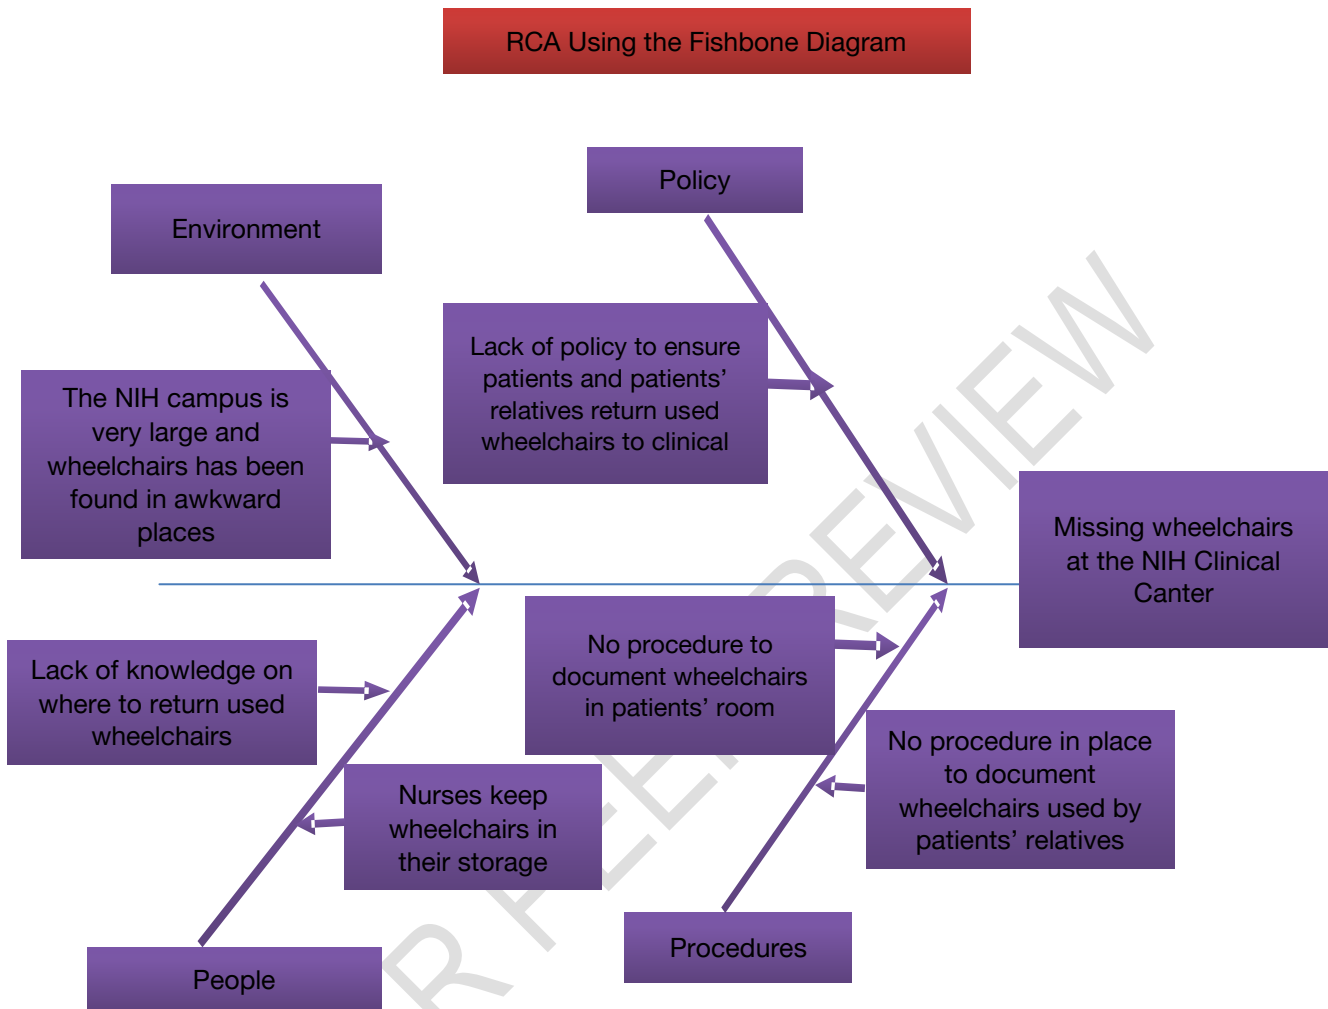 RCA Using the Fishbone Diagram
Policy
Environment
Lack of policy to ensure
patients and patients’
relatives return used
wheelchairs to clinical
The NIH campus is
very large and
wheelchairs has been
found in awkward
places
Missing wheelchairs
at the NIH Clinical
Canter
No procedure to
document wheelchairs
in patients’ room
Lack of knowledge on
where to return used
wheelchairs
No procedure in place
to document
wheelchairs used by
patients’ relatives
Nurses keep
wheelchairs in
their storage
Procedures
People
R PEER REVIEW